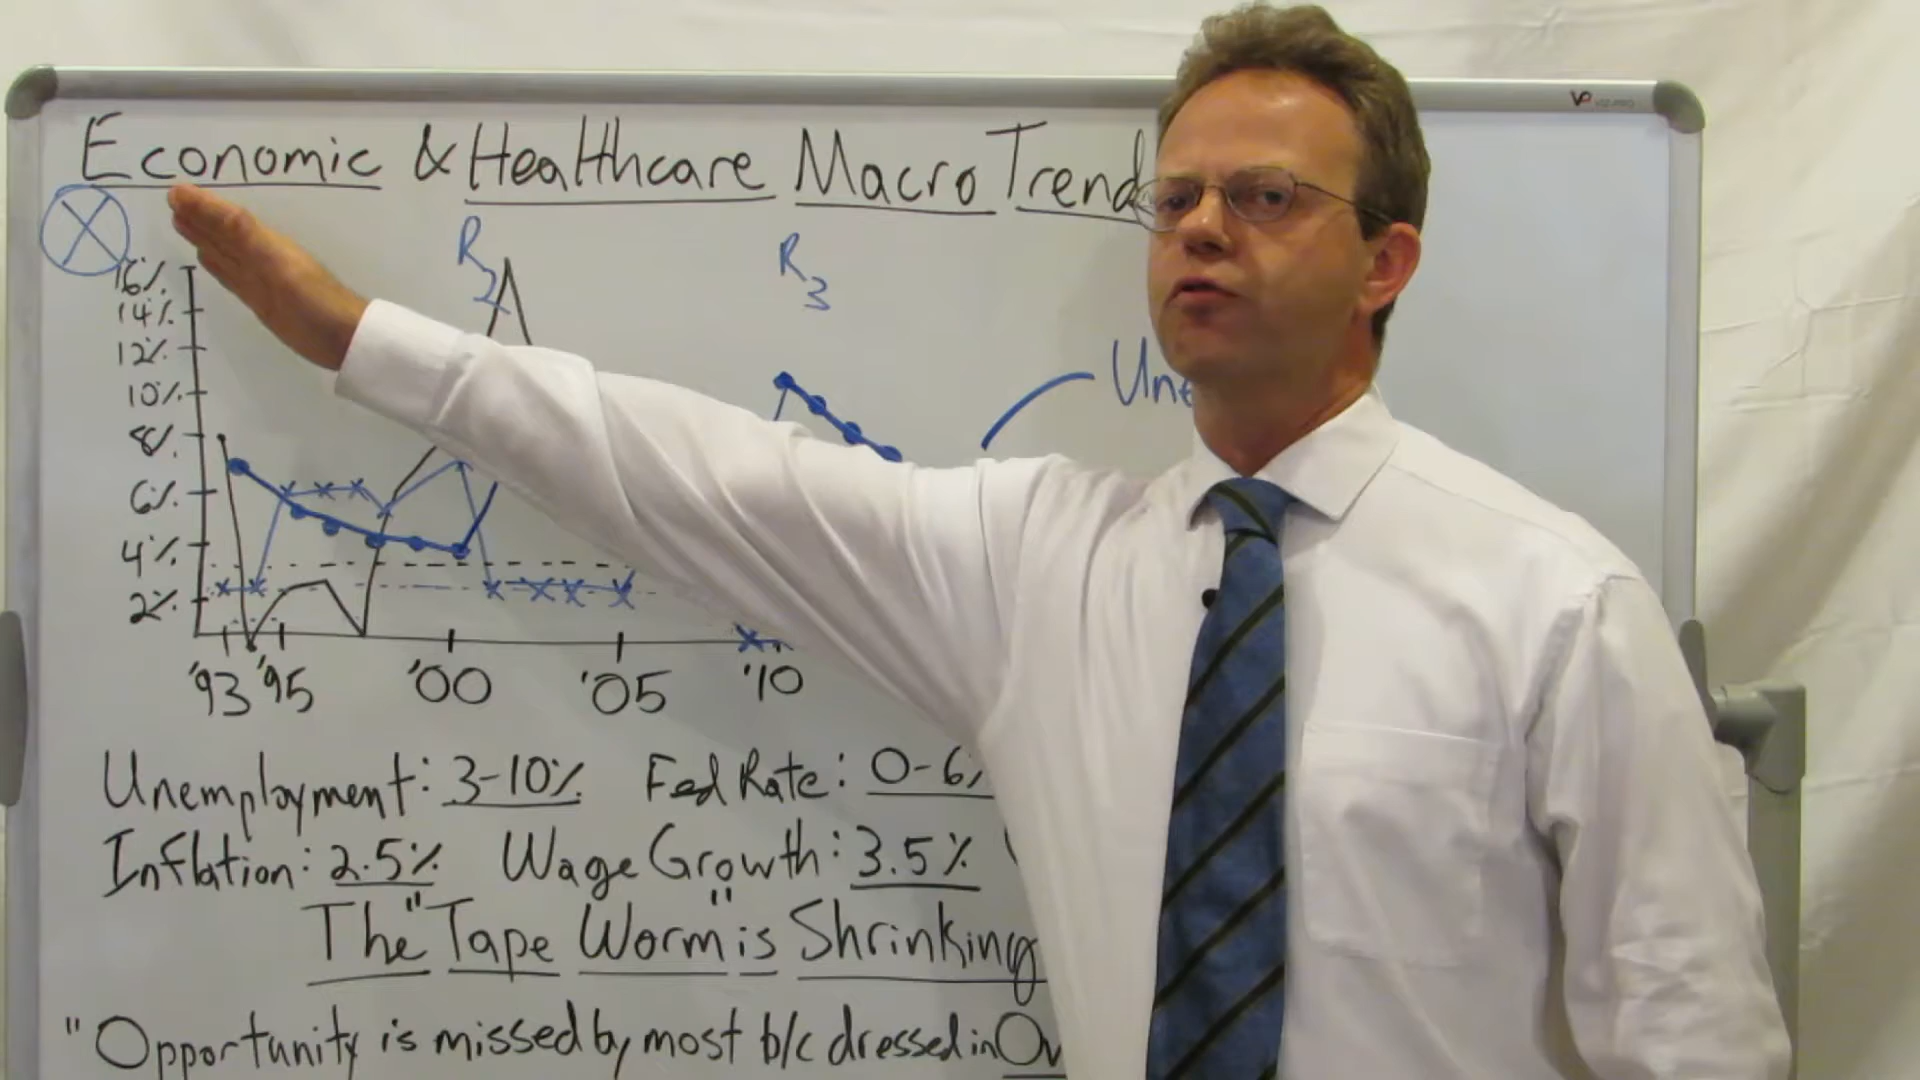 Economic & Healthcare Macro Trend
R2
R3
16%
14%
12%
10%
8%
6%
4%
2%
Une
'93 '95 '00 '05 '10
Unemployment: 3-10% Fed Rate: 0-6%
Inflation: 2.5% Wage Growth: 3.5%
The "Tape Worm" is Shrinking
"Opportunity is missed by most b/c dressed in Ov